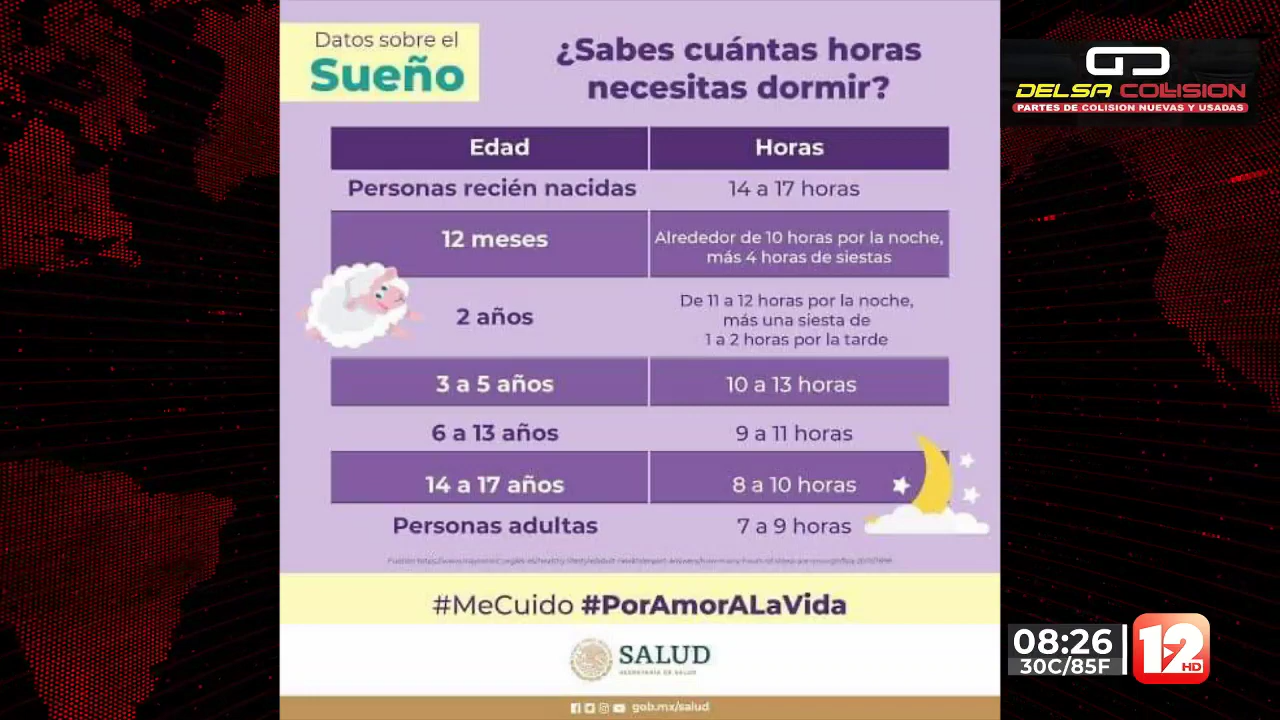 Datos sobre el
Sueño
¿Sabes cuántas horas
necesitas dormir?
Edad Horas
Personas recién nacidas 14 a 17 horas
12 meses Alrededor de 10 horas por la noche,
más 4 horas de siestas
2 años De 11 a 12 horas por la noche,
más una siesta de
1 a 2 horas por la tarde
3 a 5 años 10 a 13 horas
6 a 13 años 9 a 11 horas
14 a 17 años 8 a 10 horas
Personas adultas 7 a 9 horas
#MeCuido #PorAmorALaVida
SALUD
SECRETARÍA DE SALUD
gob.mx/salud
DELSA COLLISION
PARTES DE COLISION NUEVAS Y USADAS
08:26
30C/85F
12
HD